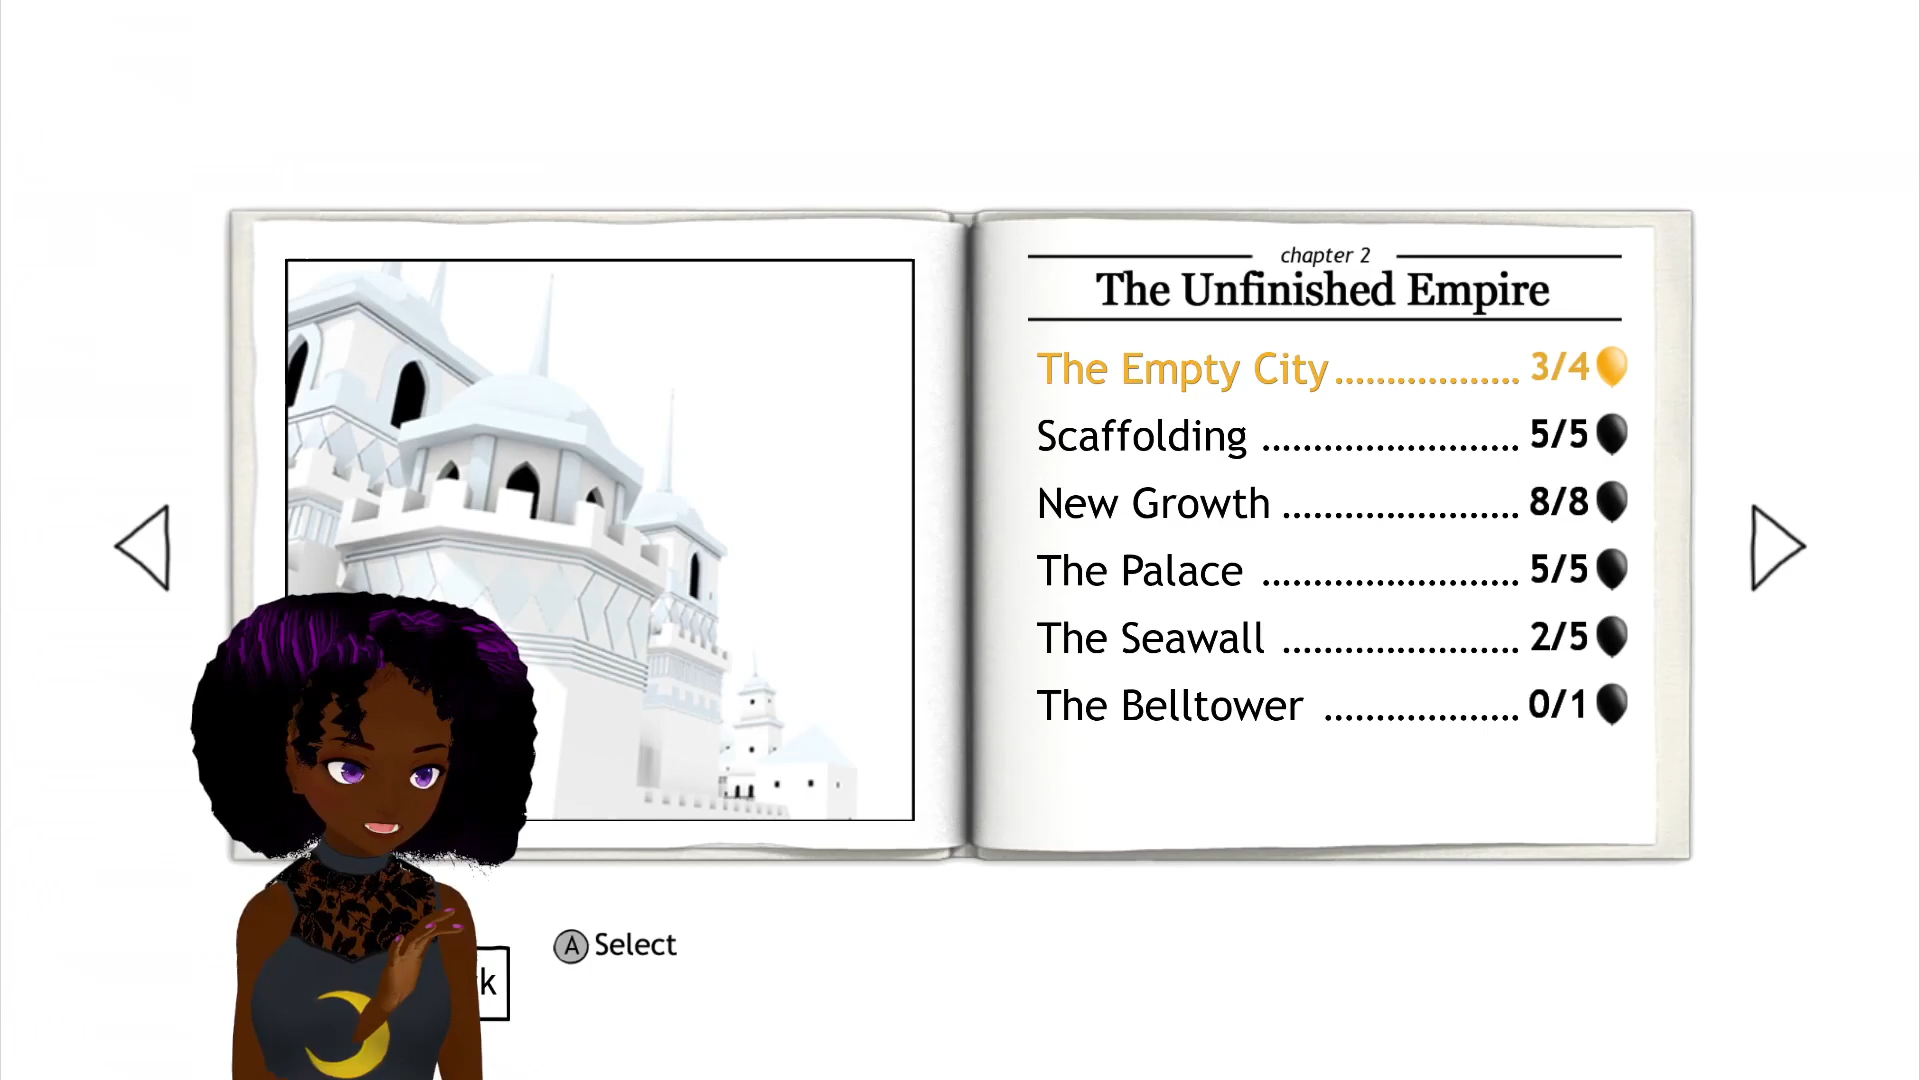 chapter 2
The Unfinished Empire
The Empty City.................. 3/4
Scaffolding ......................... 5/5
New Growth ....................... 8/8
The Palace ......................... 5/5
The Seawall ....................... 2/5
The Belltower ................... 0/1
A Select
k